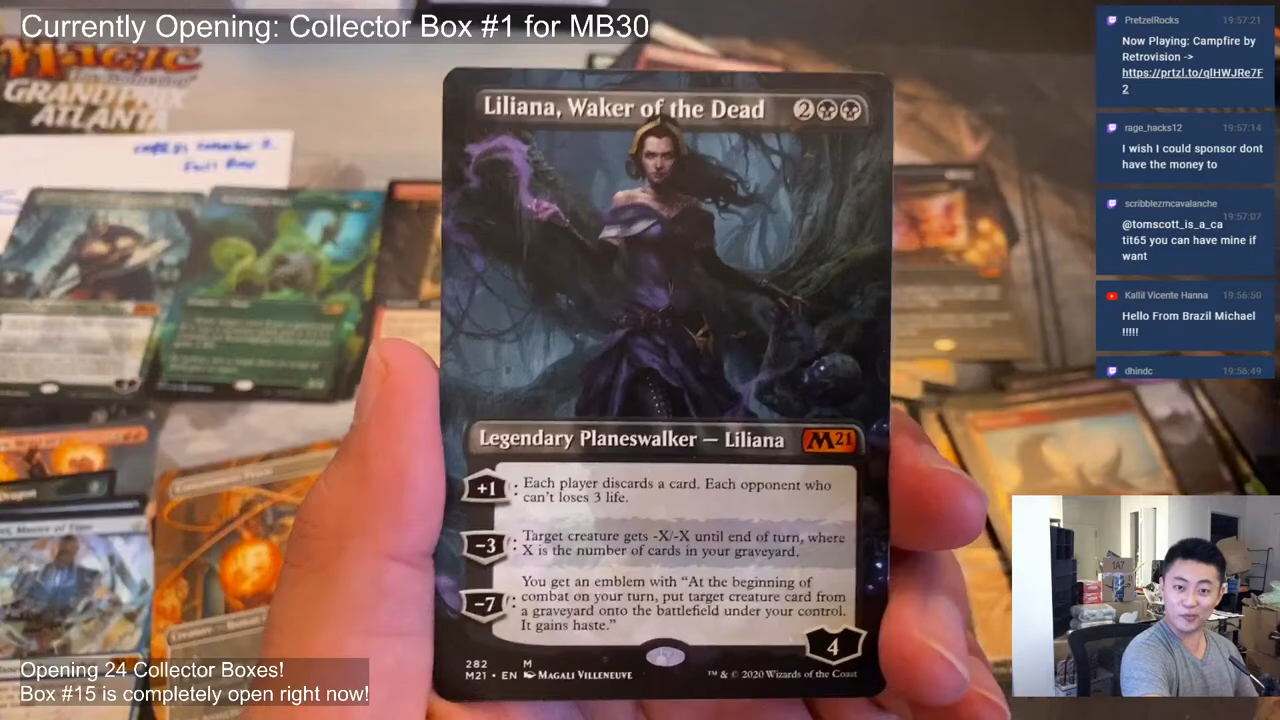 Currently Opening: Collector Box #1 for MB30
Magic
GRAND PRIX
ATLANTA
Liliana, Waker of the Dead 2
Legendary Planeswalker — Liliana M21
+1 : Each player discards a card. Each opponent who
can't loses 3 life.
-3 : Target creature gets -X/-X until end of turn, where
X is the number of cards in your graveyard.
-7 : You get an emblem with “At the beginning of
combat on your turn, put target creature card from
a graveyard onto the battlefield under your control.
It gains haste.”
4
282 M
M21 • EN MAGALI VILLENEUVE
™ & © 2020 Wizards of the Coast
Opening 24 Collector Boxes!
Box #15 is completely open right now!
PretzelRocks 19:57:21
Now Playing: Campfire by
Retrovision ->
https://prtzl.to/qlHWJRe7F
2
rage_hacks12 19:57:14
I wish I could sponsor dont
have the money to
scribblezmcavalanche
19:57:07
@tomscott_is_a_ca
tit65 you can have mine if
want
Kallil Vicente Hanna 19:56:50
Hello From Brazil Michael
!!!!!
dhindc 19:56:49